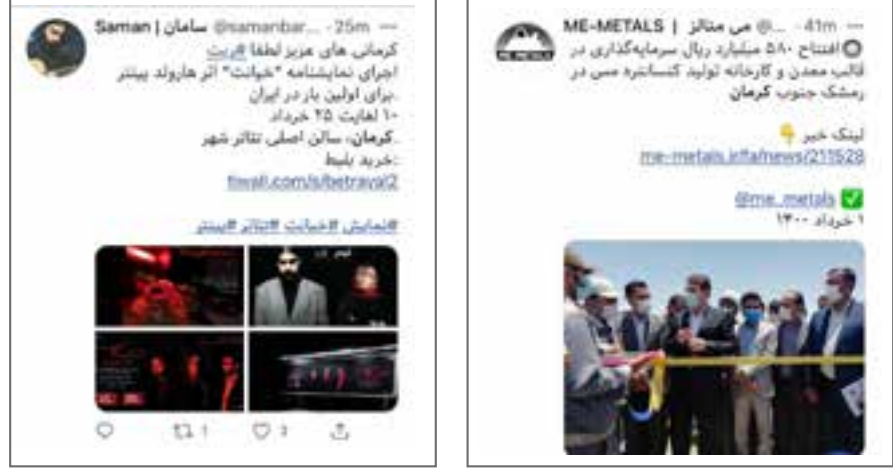 Saman | سامان @samanbar... · 25m
کرمانی های عزیز لطفا #ریت
اجرای نمایشنامه "خیانت" اثر هارولد پینتر
.برای اولین بار در ایران
۱۰ لغایت ۲۵ خرداد
.کرمان، سالن اصلی تئاتر شهر
:خرید بلیط
tiwall.com/s/betrayal2
#نمایش #خیانت #تئاتر #پینتر
1
3
ME-METALS | می متالز @... · 41m
افتتاح ۵۸۰ میلیارد ریال سرمایه‌گذاری در
قالب معدن و کارخانه تولید کنسانتره مس در
رمشک جنوب کرمان
لینک خبر
me-metals.ir/fa/news/211528
@me_metals
۱ خرداد ۱۴۰۰
ME-METALS